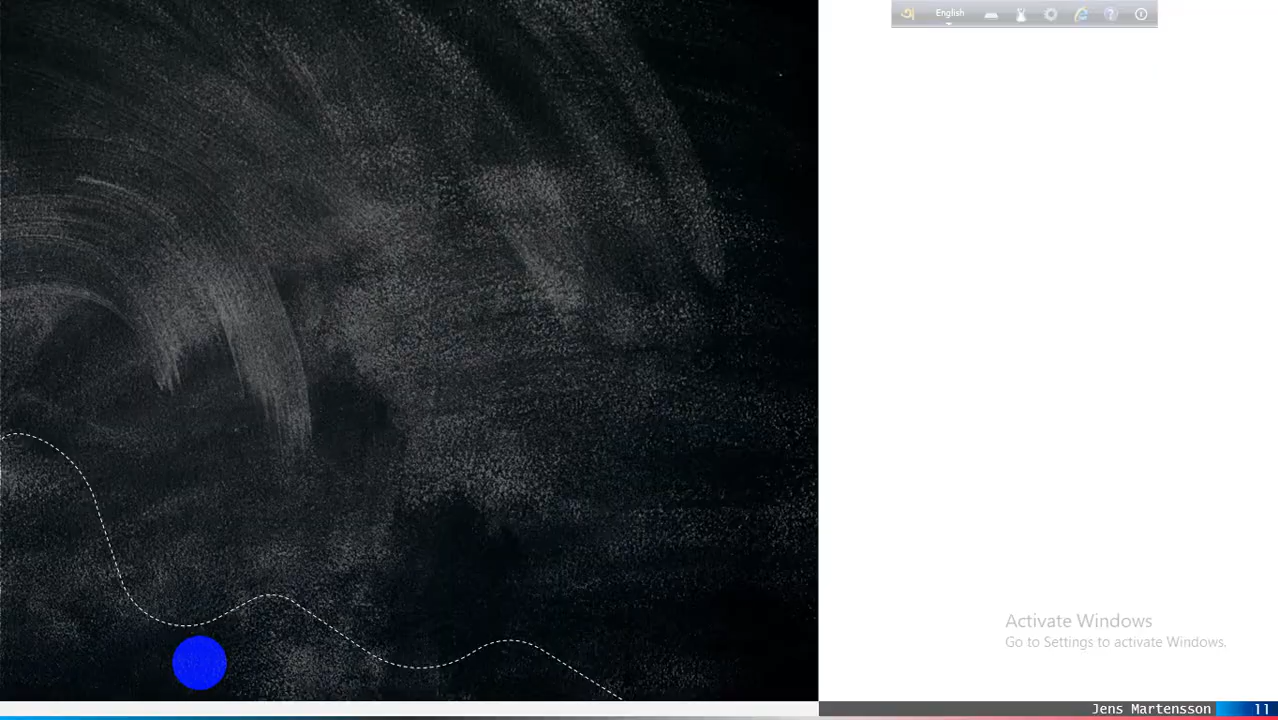 অ English
Activate Windows
Go to Settings to activate Windows.
Jens Martensson 11